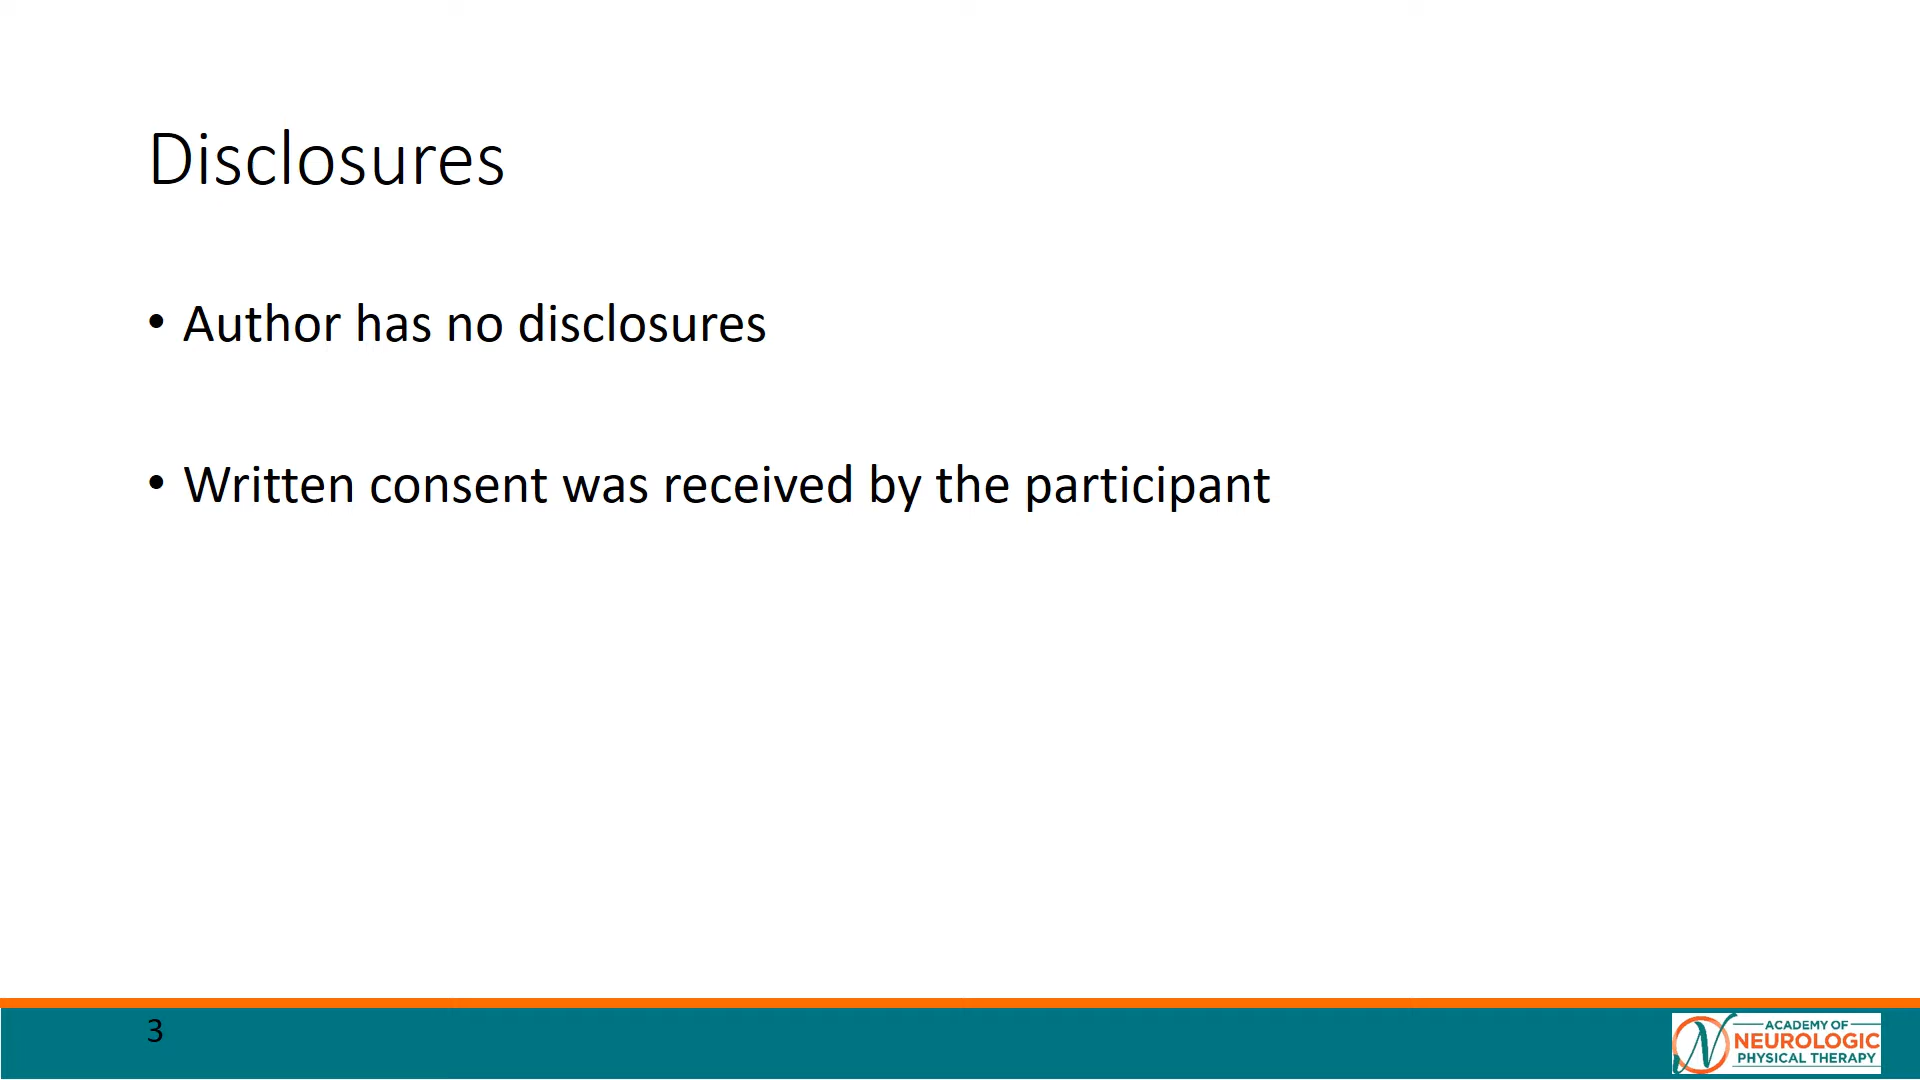 Disclosures
• Author has no disclosures
• Written consent was received by the participant
3
ACADEMY OF
NEUROLOGIC
PHYSICAL THERAPY